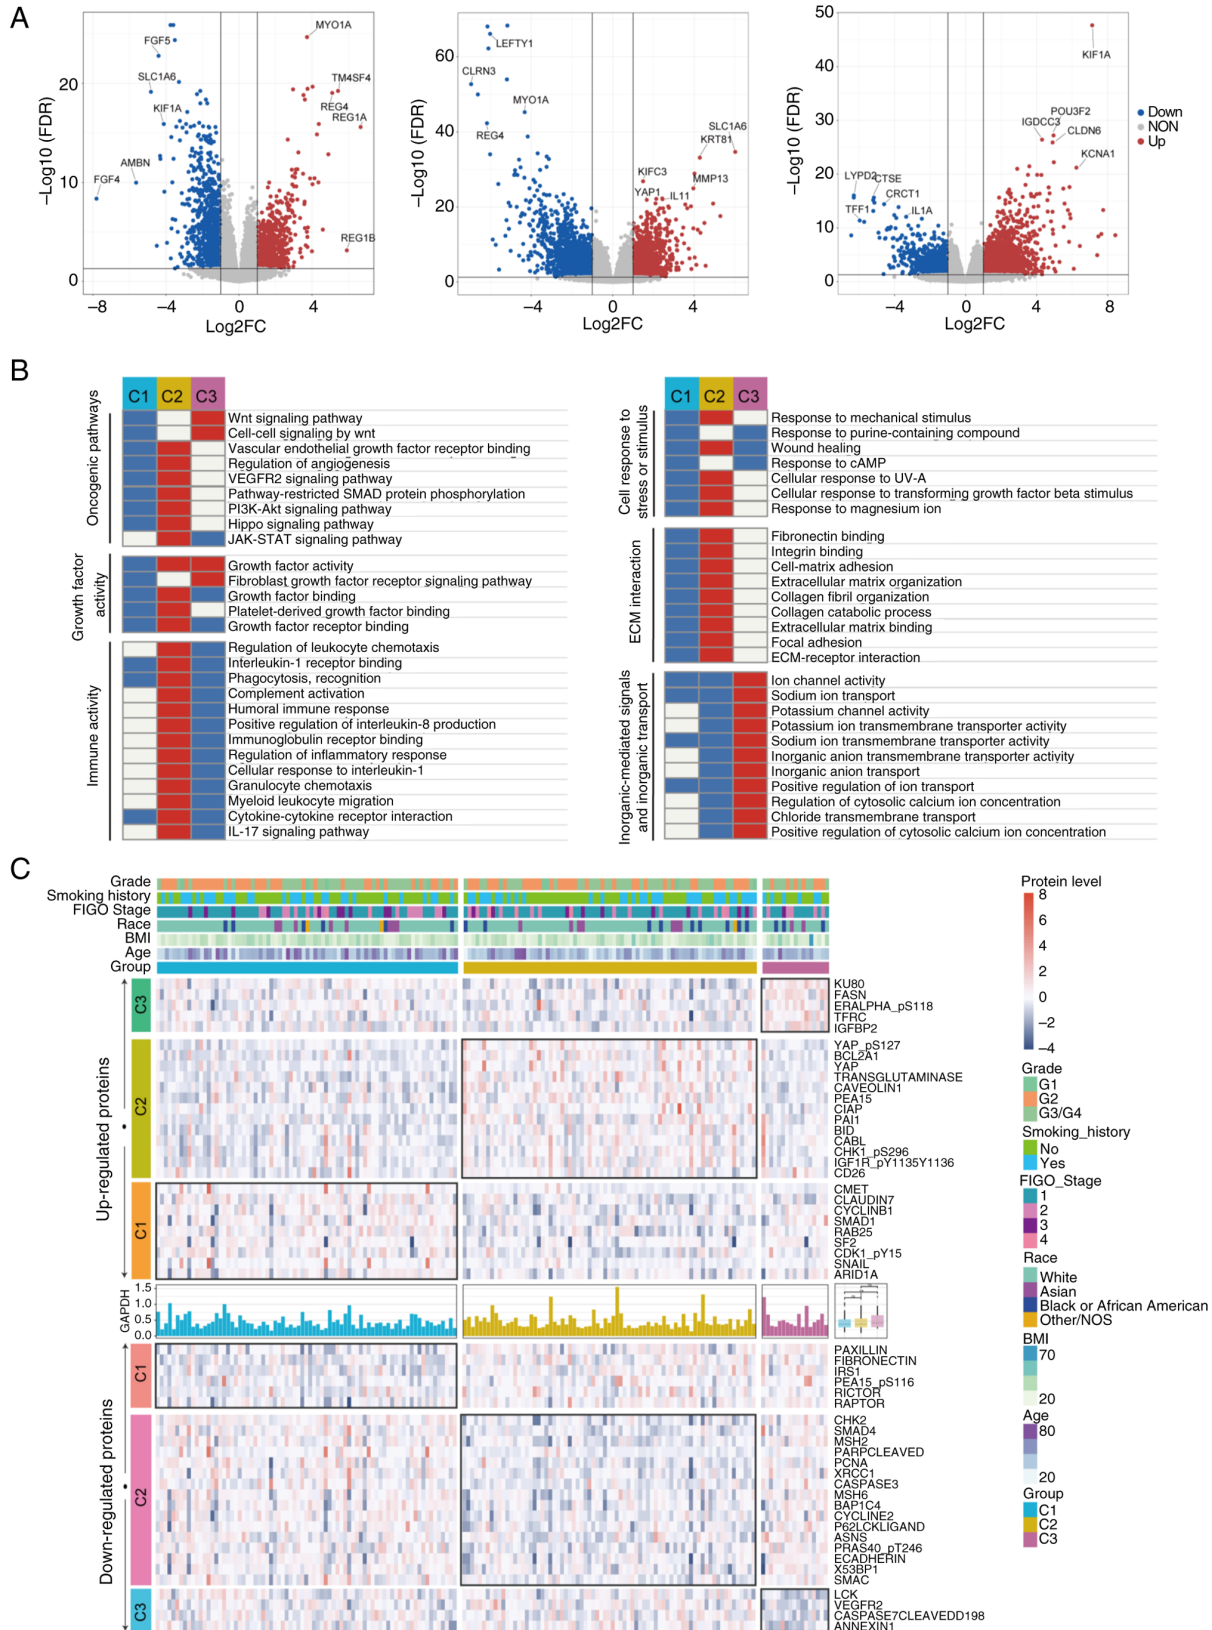 A
−Log10 (FDR)
20
10
0
−8
−4
0
4
Log2FC
FGF5
SLC1A6
KIF1A
AMBN
FGF4
MYO1A
TM4SF4
REG4
REG1A
REG1B
−Log10 (FDR)
60
40
20
0
−4
0
4
Log2FC
LEFTY1
CLRN3
MYO1A
REG4
SLC1A6
KRT81
KIFC3
MMP13
YAP1
IL11
−Log10 (FDR)
50
40
30
20
10
0
−4
0
4
8
Log2FC
KIF1A
POU3F2
IGDCC3
CLDN6
KCNA1
LYPD2
CTSE
CRCT1
TFF1
IL1A
Down
NON
Up
B
C1 C2 C3
Oncogenic pathways
Wnt signaling pathway
Cell-cell signaling by wnt
Vascular endothelial growth factor receptor binding
Regulation of angiogenesis
VEGFR2 signaling pathway
Pathway-restricted SMAD protein phosphorylation
PI3K-Akt signaling pathway
Hippo signaling pathway
JAK-STAT signaling pathway
Growth factor
activity
Growth factor activity
Fibroblast growth factor receptor signaling pathway
Growth factor binding
Platelet-derived growth factor binding
Growth factor receptor binding
Immune activity
Regulation of leukocyte chemotaxis
Interleukin-1 receptor binding
Phagocytosis, recognition
Complement activation
Humoral immune response
Positive regulation of interleukin-8 production
Immunoglobulin receptor binding
Regulation of inflammatory response
Cellular response to interleukin-1
Granulocyte chemotaxis
Myeloid leukocyte migration
Cytokine-cytokine receptor interaction
IL-17 signaling pathway
C1 C2 C3
Cell response to
stress or stimulus
Response to mechanical stimulus
Response to purine-containing compound
Wound healing
Response to cAMP
Cellular response to UV-A
Cellular response to transforming growth factor beta stimulus
Response to magnesium ion
ECM interaction
Fibronectin binding
Integrin binding
Cell-matrix adhesion
Extracellular matrix organization
Collagen fibril organization
Collagen catabolic process
Extracellular matrix binding
Focal adhesion
ECM-receptor interaction
Inorganic-mediated signals
and inorganic transport
Ion channel activity
Sodium ion transport
Potassium channel activity
Potassium ion transmembrane transporter activity
Sodium ion transmembrane transporter activity
Inorganic anion transmembrane transporter activity
Inorganic anion transport
Positive regulation of ion transport
Regulation of cytosolic calcium ion concentration
Chloride transmembrane transport
Positive regulation of cytosolic calcium ion concentration
C
Grade
Smoking history
FIGO Stage
Race
BMI
Age
Group
Up-regulated proteins
C3
KU80
FASN
ERALPHA_pS118
TFRC
IGFBP2
C2
YAP_pS127
BCL2A1
YAP
TRANSGLUTAMINASE
CAVEOLIN1
PEA15
CIAP
PAI1
BID
CABL
CHK1_pS296
IGF1R_pY1135Y1136
CD26
C1
CMET
CLAUDIN7
CYCLINB1
SMAD1
RAB25
SF2
CDK1_pY15
SNAIL
ARID1A
GAPDH
1.5
1.0
0.5
0.0
Down-regulated proteins
C1
PAXILLIN
FIBRONECTIN
IRS1
PEA15_pS116
RICTOR
RAPTOR
C2
CHK2
SMAD4
MSH2
PARPCLEAVED
PCNA
XRCC1
CASPASE3
MSH6
BAP1C4
CYCLINE2
P62LCKLIGAND
ASNS
PRAS40_pT246
ECADHERIN
X53BP1
SMAC
C3
LCK
VEGFR2
CASPASE7CLEAVEDD198
ANNEXIN1
Protein level
8
6
4
2
0
−2
−4
Grade
G1
G2
G3/G4
Smoking_history
No
Yes
FIGO_Stage
1
2
3
4
Race
White
Asian
Black or African American
Other/NOS
BMI
70
20
Age
80
20
Group
C1
C2
C3